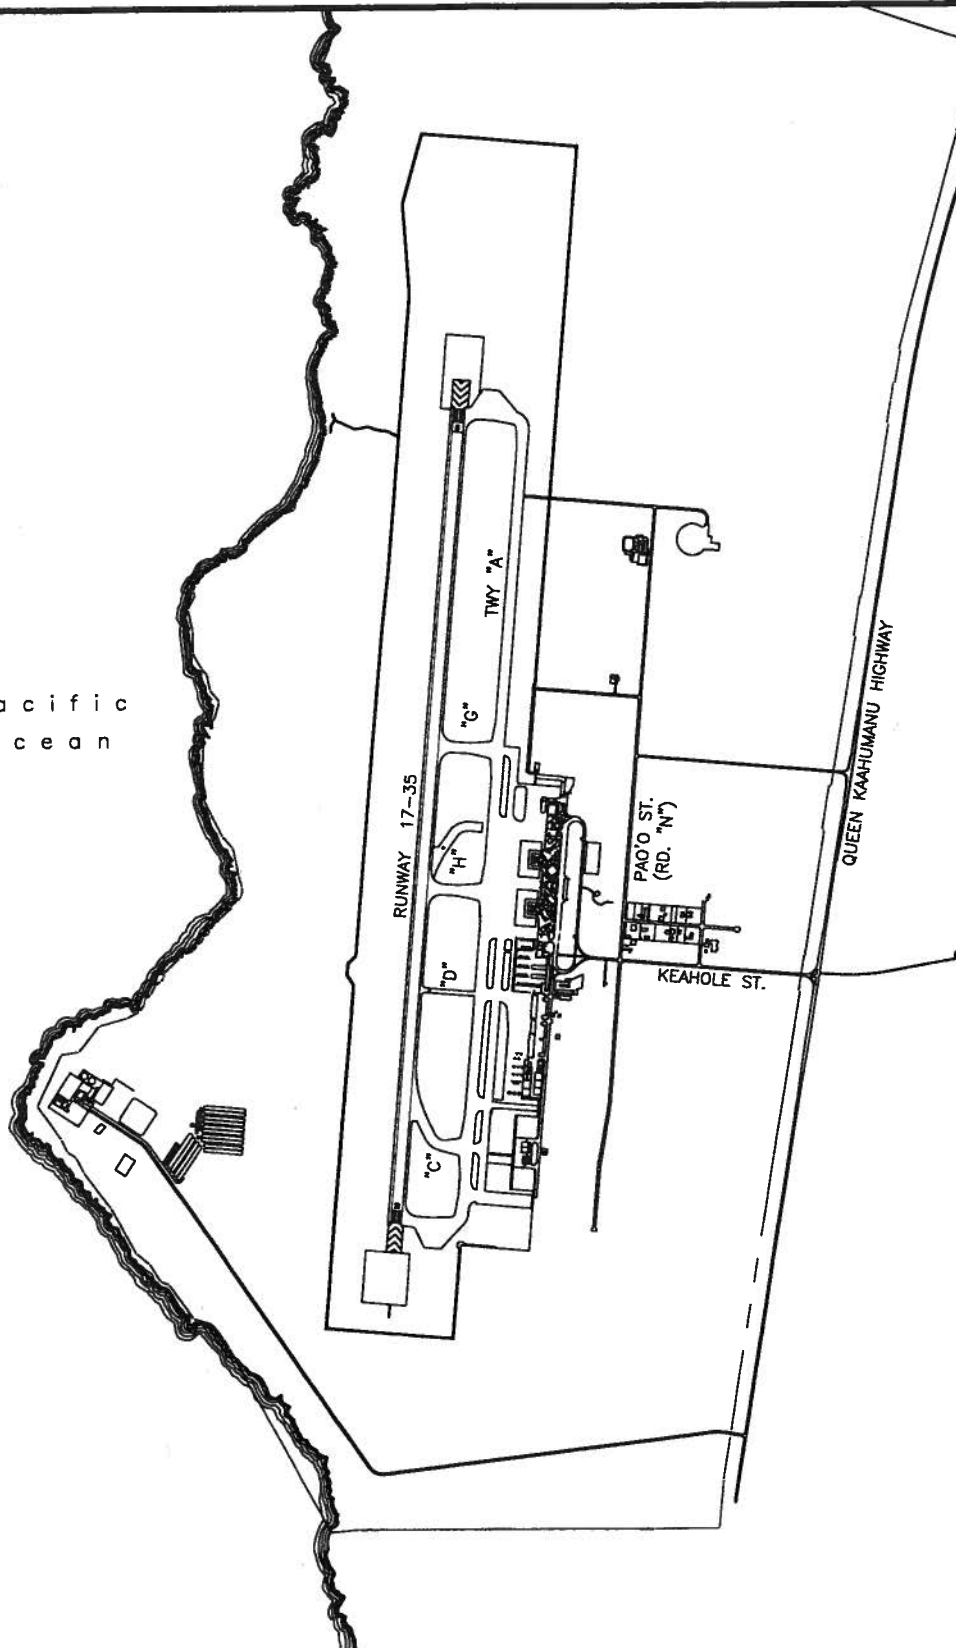 acific
cean
TWY "A"
"G"
RUNWAY 17-35
"H"
"D"
"C"
PAO'O ST.
(RD. "N")
KEAHOLE ST.
QUEEN KAAHUMANU HIGHWAY